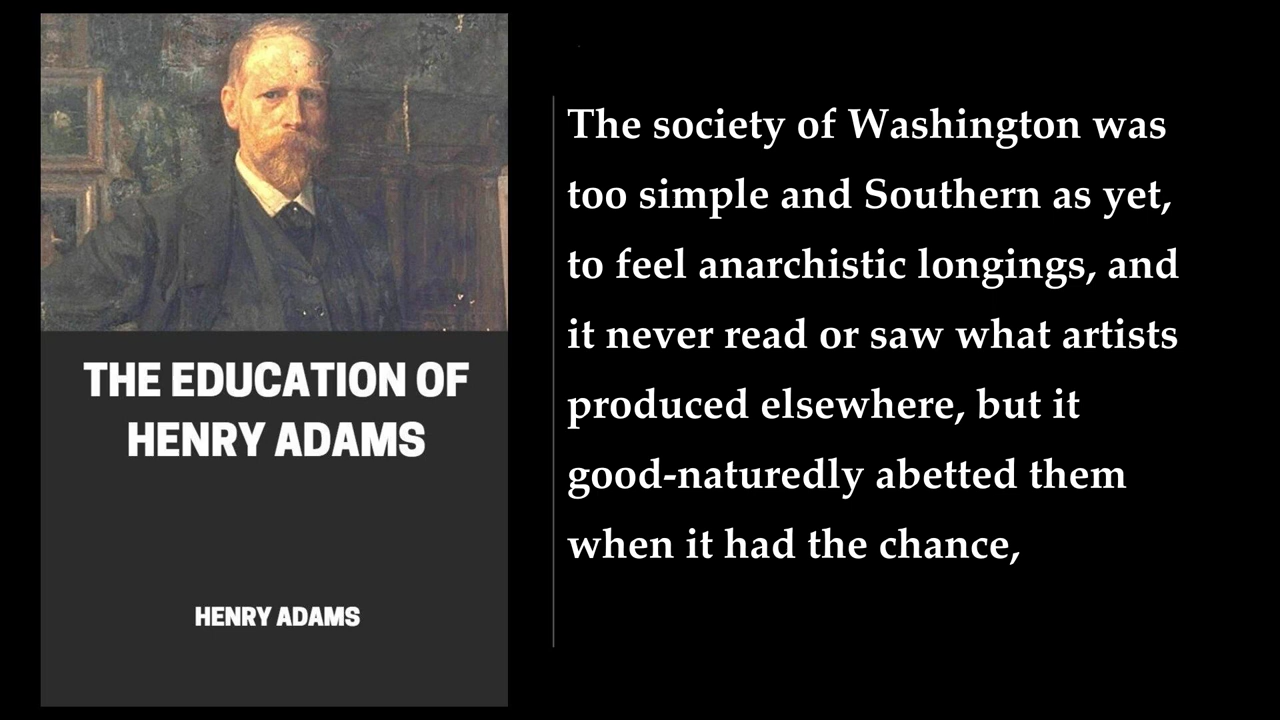 THE EDUCATION OF
HENRY ADAMS
HENRY ADAMS
The society of Washington was
too simple and Southern as yet,
to feel anarchistic longings, and
it never read or saw what artists
produced elsewhere, but it
good-naturedly abetted them
when it had the chance,